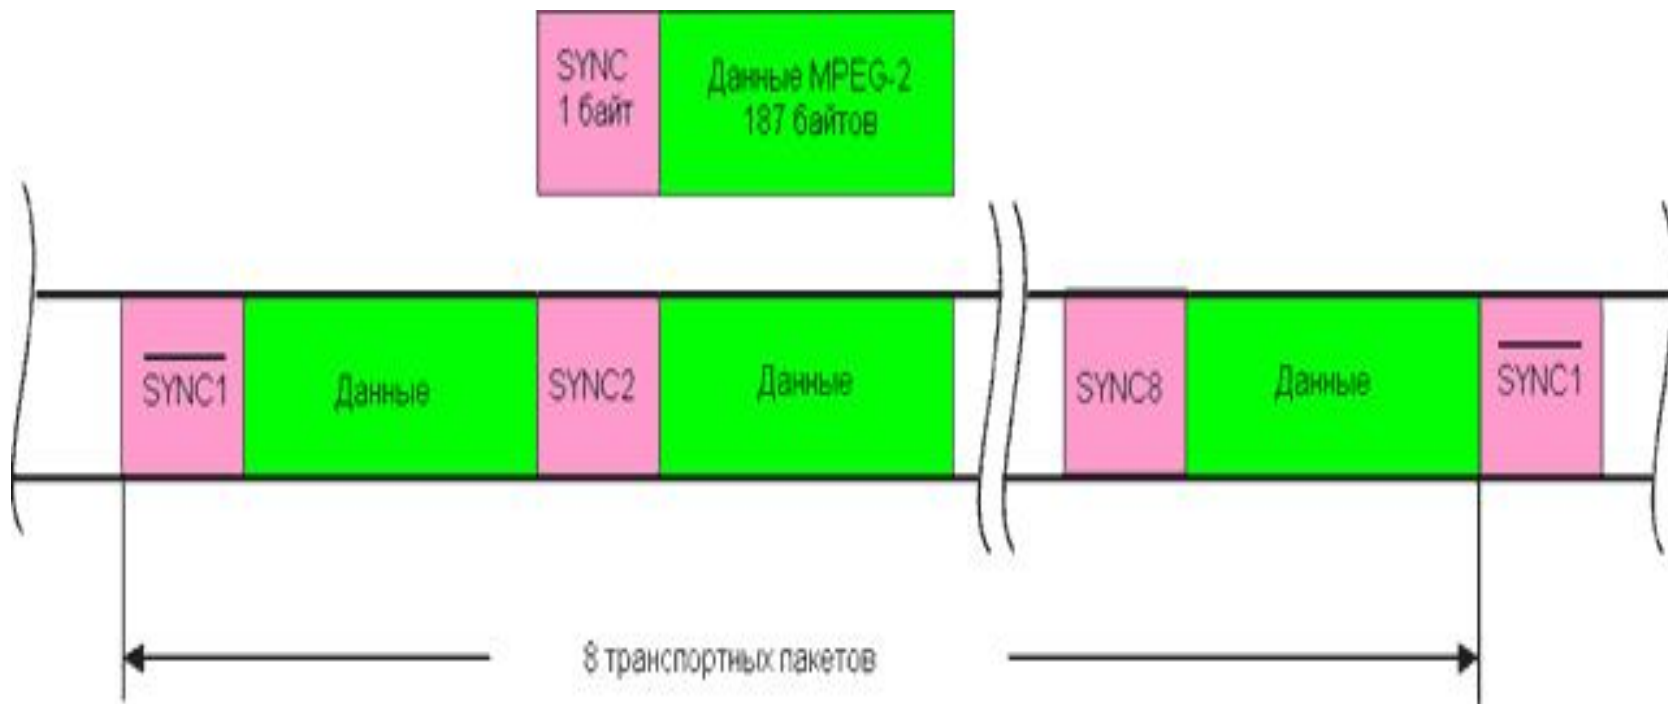 SYNC
1 байт
Данные MPEG-2
187 байтов
SYNC1
Данные
SYNC2
Данные
SYNC8
Данные
SYNC1
8 транспортных пакетов